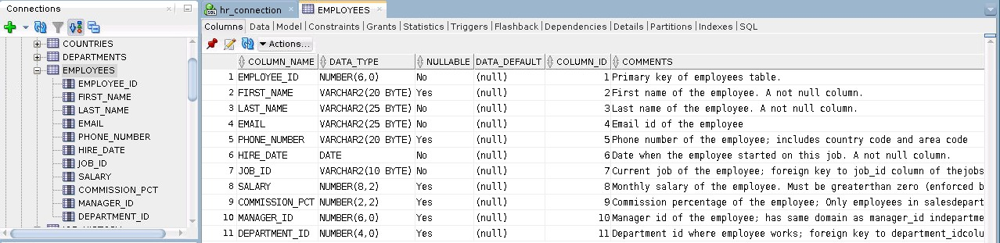 Connections
COUNTRIES
DEPARTMENTS
EMPLOYEES
EMPLOYEE_ID
FIRST_NAME
LAST_NAME
EMAIL
PHONE_NUMBER
HIRE_DATE
JOB_ID
SALARY
COMMISSION_PCT
MANAGER_ID
DEPARTMENT_ID
SQL hr_connection EMPLOYEES
Columns Data Model Constraints Grants Statistics Triggers Flashback Dependencies Details Partitions Indexes SQL
Actions...
COLUMN_NAME DATA_TYPE NULLABLE DATA_DEFAULT COLUMN_ID COMMENTS
1 EMPLOYEE_ID NUMBER(6,0) No (null) 1 Primary key of employees table.
2 FIRST_NAME VARCHAR2(20 BYTE) Yes (null) 2 First name of the employee. A not null column.
3 LAST_NAME VARCHAR2(25 BYTE) No (null) 3 Last name of the employee. A not null column.
4 EMAIL VARCHAR2(25 BYTE) No (null) 4 Email id of the employee
5 PHONE_NUMBER VARCHAR2(20 BYTE) Yes (null) 5 Phone number of the employee; includes country code and area code
6 HIRE_DATE DATE No (null) 6 Date when the employee started on this job. A not null column.
7 JOB_ID VARCHAR2(10 BYTE) No (null) 7 Current job of the employee; foreign key to job_id column of thejobs
8 SALARY NUMBER(8,2) Yes (null) 8 Monthly salary of the employee. Must be greaterthan zero (enforced b
9 COMMISSION_PCT NUMBER(2,2) Yes (null) 9 Commission percentage of the employee; Only employees in salesdepart
10 MANAGER_ID NUMBER(6,0) Yes (null) 10 Manager id of the employee; has same domain as manager_id indepartme
11 DEPARTMENT_ID NUMBER(4,0) Yes (null) 11 Department id where employee works; foreign key to department_idcolu